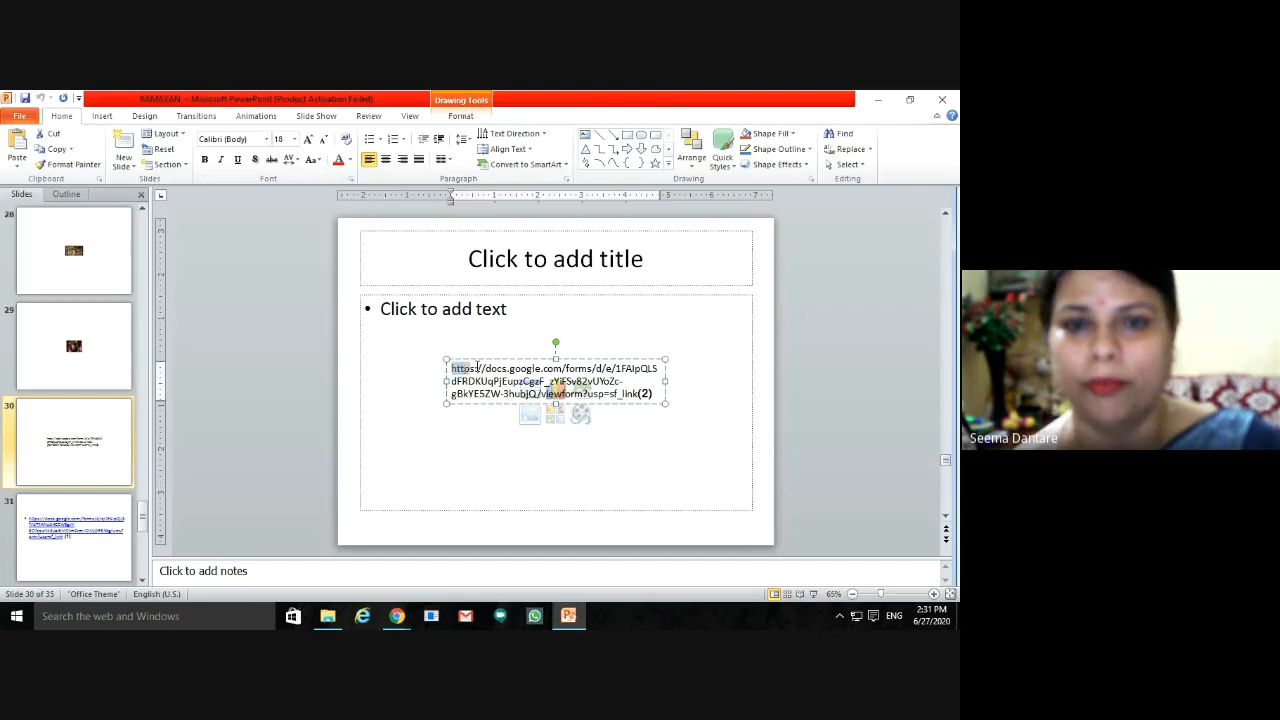 RAMAYAN - Microsoft PowerPoint (Product Activation Failed)
Drawing Tools
File Home Insert Design Transitions Animations Slide Show Review View Format
Cut
Copy
Format Painter
Paste
Clipboard
New
Slide
Layout
Reset
Section
Slides
Calibri (Body) 18
B I U S abc AV Aa A
Font
Text Direction
Align Text
Convert to SmartArt
Paragraph
Arrange
Quick
Styles
Shape Fill
Shape Outline
Shape Effects
Drawing
Find
Replace
Select
Editing
Slides Outline
28
29
30
31
Click to add title
• Click to add text
https://docs.google.com/forms/d/e/1FAIpQLS
dFRDKUqPjEupzCgzF_zYiFSv82vUYoZc-
gBkYE5ZW-3hubjQ/viewform?usp=sf_link(2)
Seema Dantare
Click to add notes
Slide 30 of 35 "Office Theme" English (U.S.) 65%
Search the web and Windows
ENG
2:31 PM
6/27/2020